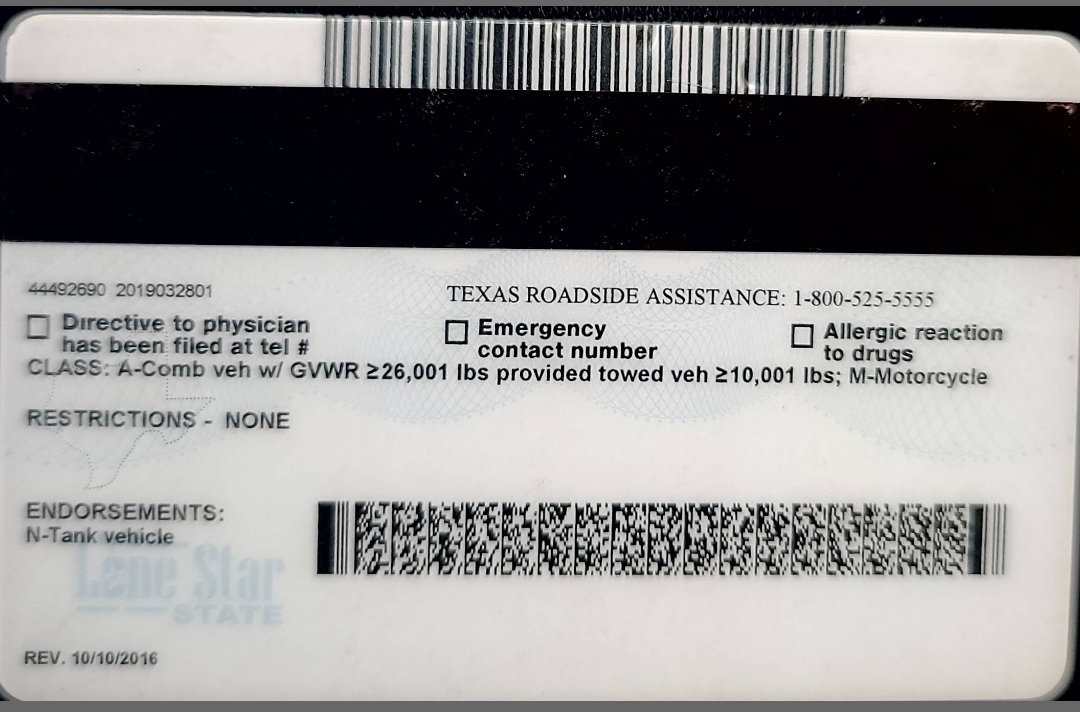 44492690 2019032801
TEXAS ROADSIDE ASSISTANCE: 1-800-525-5555
Directive to physician
has been filed at tel #
Emergency
contact number
Allergic reaction
to drugs
CLASS: A-Comb veh w/ GVWR ≥26,001 lbs provided towed veh ≥10,001 lbs; M-Motorcycle
RESTRICTIONS - NONE
ENDORSEMENTS:
N-Tank vehicle
Lone Star
STATE
REV. 10/10/2016